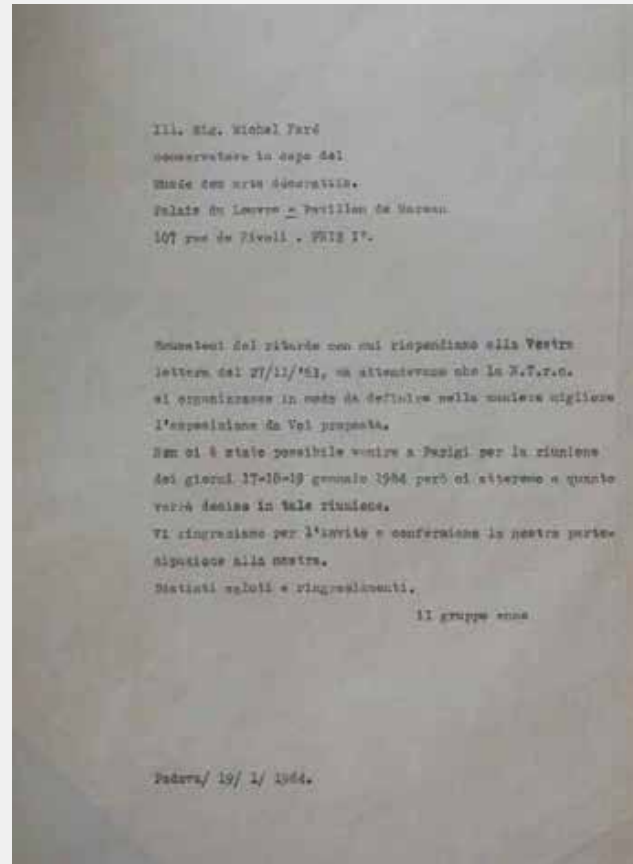 Ill. Sig. Michel Faré
conservatore in capo del
Musée des arts décoratifs.
Palais du Louvre - Pavillon de Marsan
107 rue de Rivoli . PRIS I°.
Scusateci del ritardo con cui rispondiamo alla Vostra
lettera del 27/11/'63, ma attendevamo che la N.T.r.c.
si organizzasse in modo da definire nella maniera migliore
l'esposizione da Voi proposta.
Non ci è stato possibile venire a Parigi per la riunione
dei giorni 17-18-19 gennaio 1964 però ci atteremo a quanto
verrà deciso in tale riunione.
Vi ringraziamo per l'invito e confermiamo la nostra parte-
cipazione alla mostra.
Distinti saluti e ringraziamenti.
il gruppo enne
Padova/ 19/ 1/ 1964.